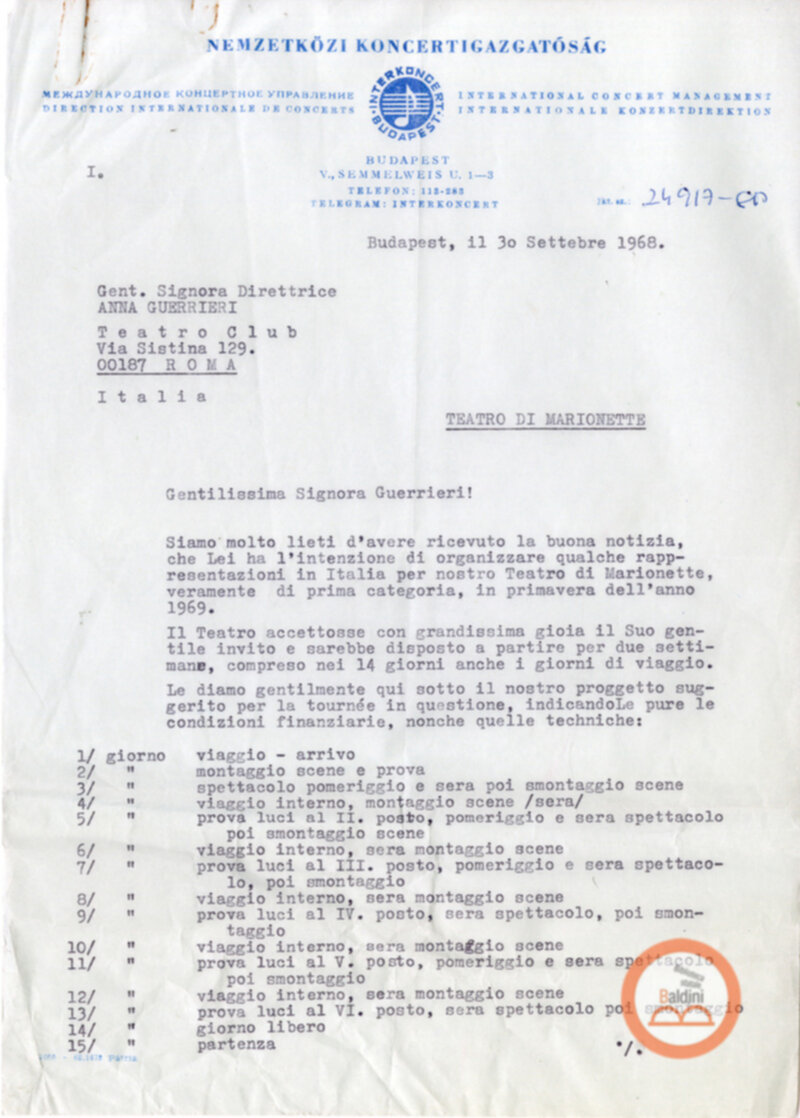 NEMZETKÖZI KONCERTIGAZGATÓSÁG
МЕЖДУНАРОДНОЕ КОНЦЕРТНОЕ УПРАВЛЕНИЕ
DIRECTION INTERNATIONALE DE CONCERTS
INTERKONCERT
BUDAPEST
INTERNATIONAL CONCERT MANAGEMENT
INTERNATIONALE KONZERTDIREKTION
I.
BUDAPEST
V., SEMMELWEIS U. 1—3
TELEFON:
TELEGRAM: INTERKONCERT
24917-
Budapest, il 30 Settebre 1968.
Gent. Signora Direttrice
ANNA GUERRIERI
Teatro Club
Via Sistina 129.
00187 ROMA
Italia
TEATRO DI MARIONETTE
Gentilissima Signora Guerrieri!
Siamo molto lieti d'avere ricevuto la buona notizia,
che Lei ha l'intenzione di organizzare qualche rapp-
resentazioni in Italia per nostro Teatro di Marionette,
veramente di prima categoria, in primavera dell'anno
1969.
Il Teatro accettosse con grandissima gioia il Suo gen-
tile invito e sarebbe disposto a partire per due setti-
mane, compreso nei 14 giorni anche i giorni di viaggio.
Le diamo gentilmente qui sotto il nostro proggetto sug-
gerito per la tournée in questione, indicandoLe pure le
condizioni finanziarie, nonche quelle techniche:
1/ giorno viaggio - arrivo
2/ " montaggio scene e prova
3/ " spettacolo pomeriggio e sera poi smontaggio scene
4/ " viaggio interno, montaggio scene /sera/
5/ " prova luci al II. posto, pomeriggio e sera spettacolo
poi smontaggio scene
6/ " viaggio interno, sera montaggio scene
7/ " prova luci al III. posto, pomeriggio e sera spettaco-
lo, poi smontaggio
8/ " viaggio interno, sera montaggio scene
9/ " prova luci al IV. posto, sera spettacolo, poi smon-
taggio
10/ " viaggio interno, sera montaggio scene
11/ " prova luci al V. posto, pomeriggio e sera spettacolo
poi smontaggio
12/ " viaggio interno, sera montaggio scene
13/ " prova luci al VI. posto, sera spettacolo poi smontaggio
14/ " giorno libero
15/ " partenza
./.
Biblioteca
statale
Baldini